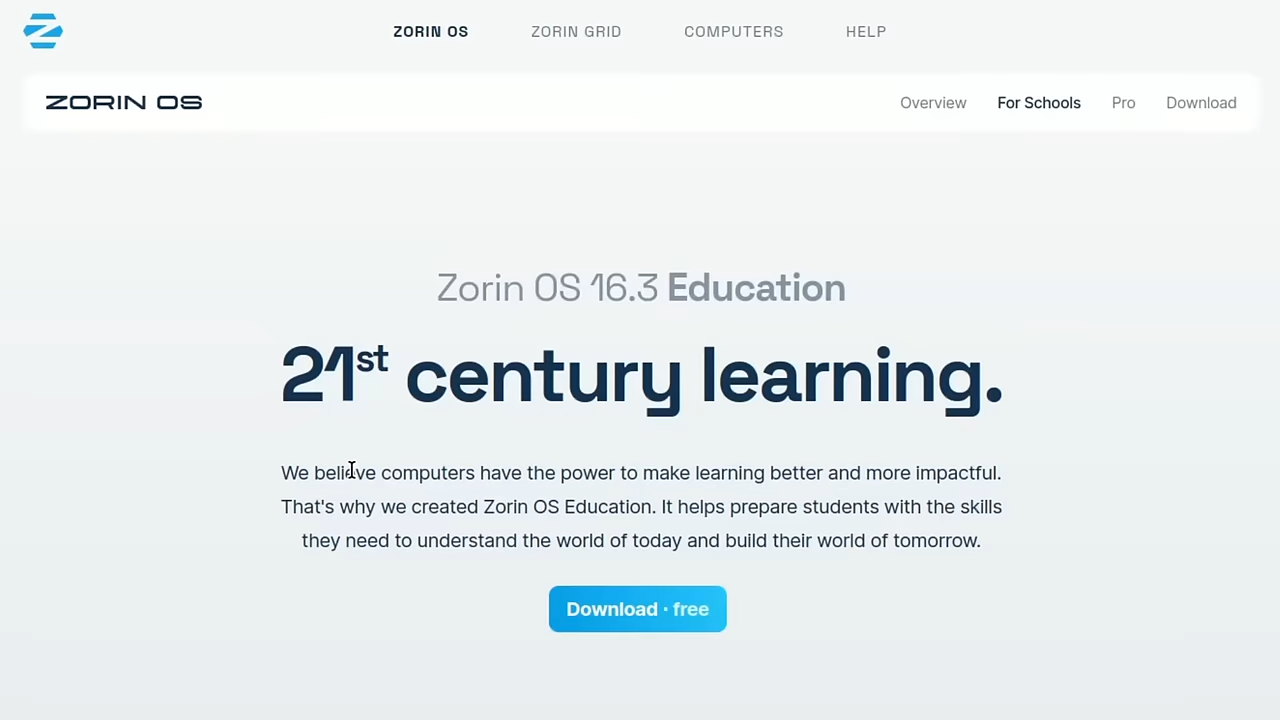 ZORIN OS ZORIN GRID COMPUTERS HELP
ZORIN OS Overview For Schools Pro Download
Zorin OS 16.3 Education
21st century learning.
We believe computers have the power to make learning better and more impactful.
That's why we created Zorin OS Education. It helps prepare students with the skills
they need to understand the world of today and build their world of tomorrow.
Download · free